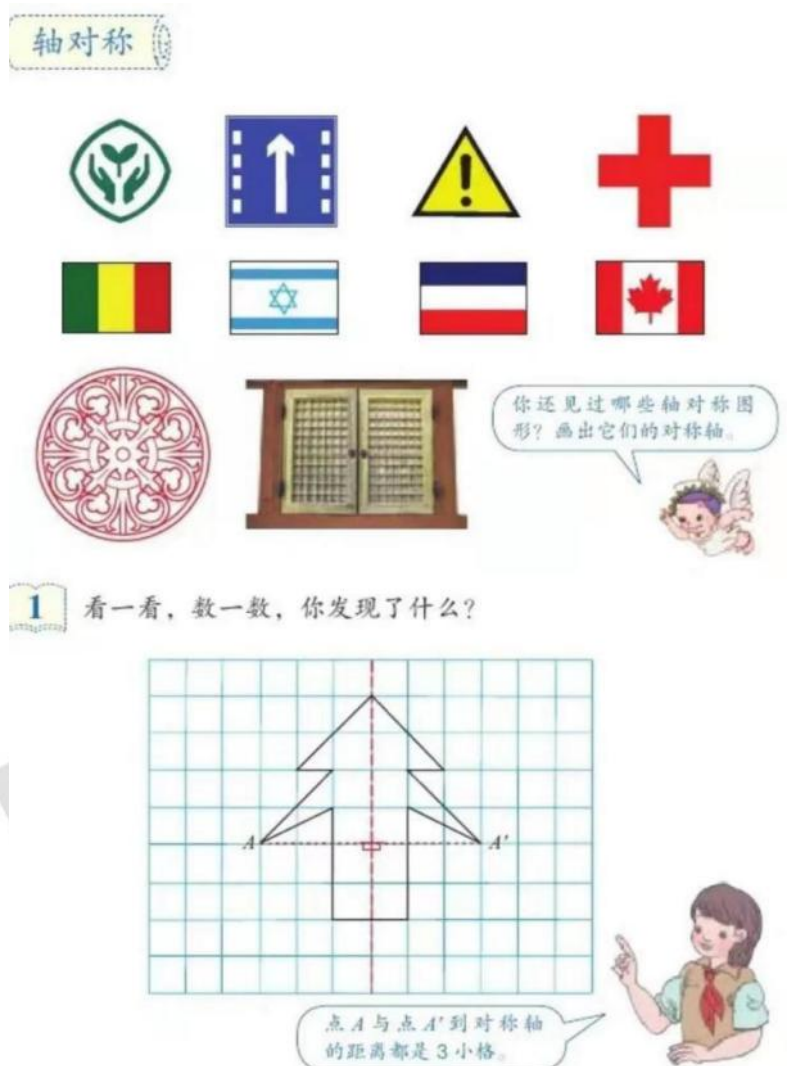 轴对称
你还见过哪些轴对称图
形？画出它们的对称轴。
1 看一看，数一数，你发现了什么？
A A′
点A与点A′到对称轴
的距离都是3小格。